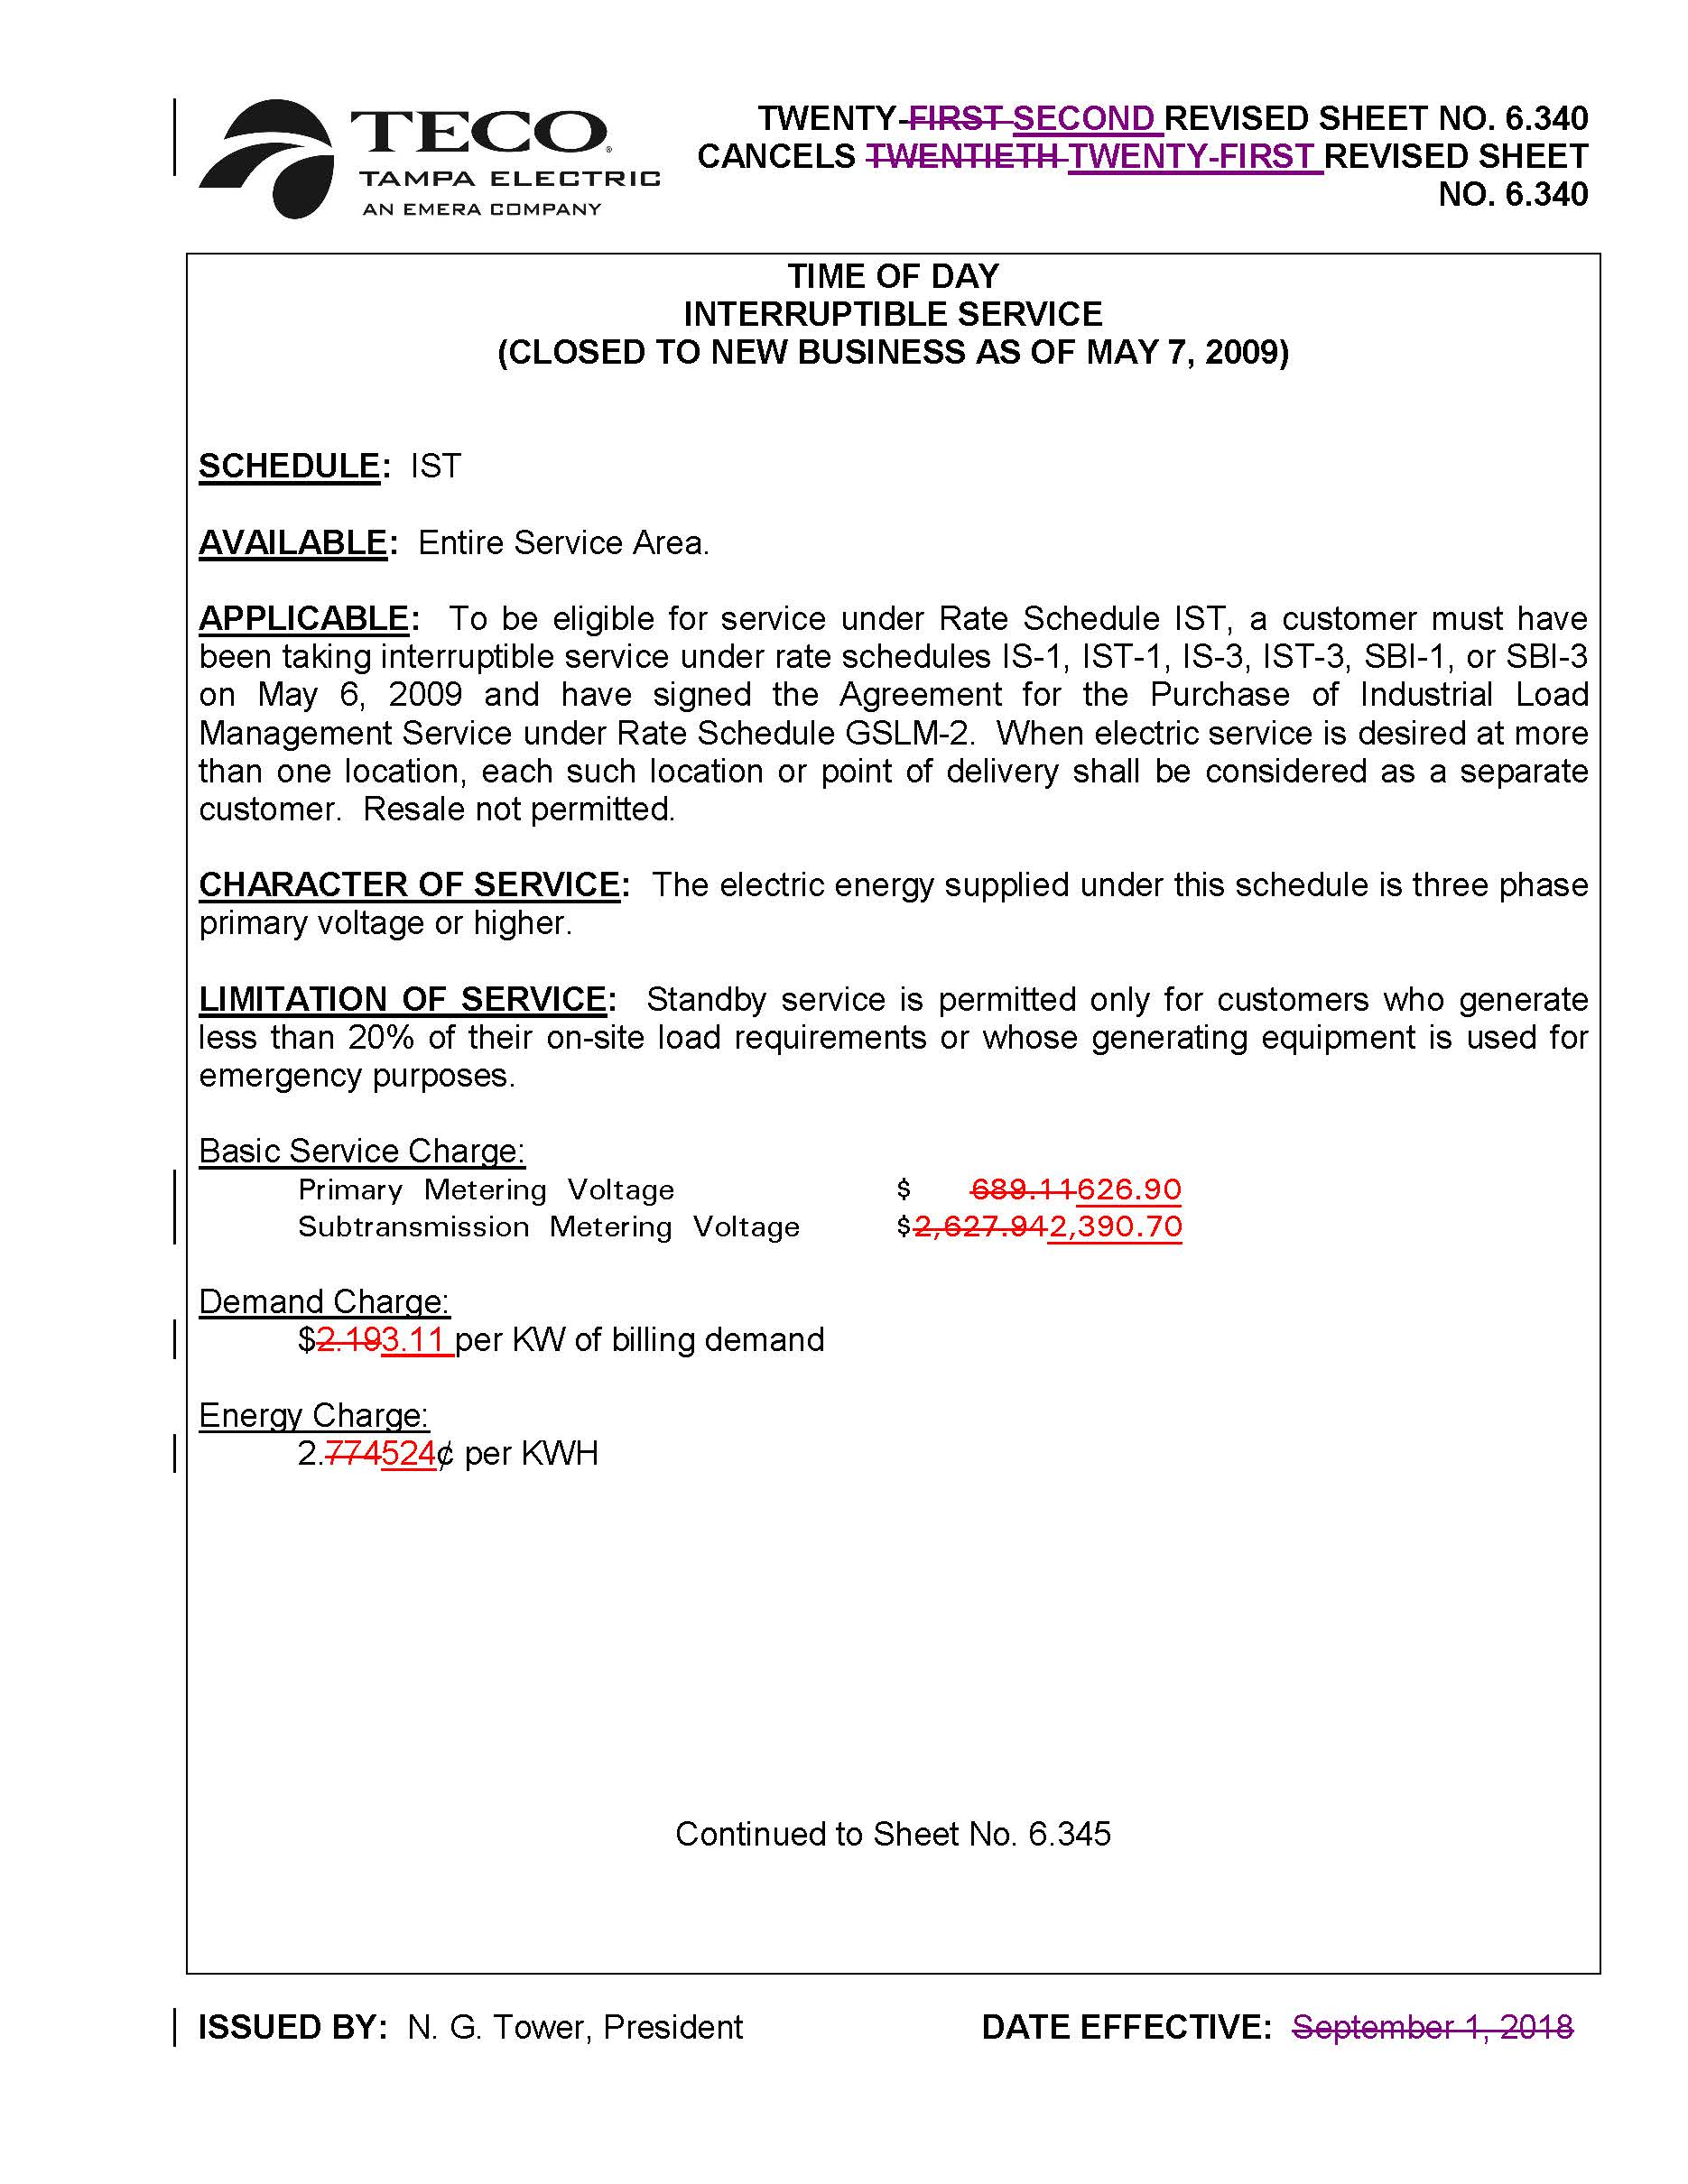 TECO®
TAMPA ELECTRIC
AN EMERA COMPANY
TWENTY-FIRST SECOND REVISED SHEET NO. 6.340
CANCELS TWENTIETH TWENTY-FIRST REVISED SHEET
NO. 6.340
TIME OF DAY
INTERRUPTIBLE SERVICE
(CLOSED TO NEW BUSINESS AS OF MAY 7, 2009)
SCHEDULE: IST
AVAILABLE: Entire Service Area.
APPLICABLE: To be eligible for service under Rate Schedule IST, a customer must have
been taking interruptible service under rate schedules IS-1, IST-1, IS-3, IST-3, SBI-1, or SBI-3
on May 6, 2009 and have signed the Agreement for the Purchase of Industrial Load
Management Service under Rate Schedule GSLM-2. When electric service is desired at more
than one location, each such location or point of delivery shall be considered as a separate
customer. Resale not permitted.
CHARACTER OF SERVICE: The electric energy supplied under this schedule is three phase
primary voltage or higher.
LIMITATION OF SERVICE: Standby service is permitted only for customers who generate
less than 20% of their on-site load requirements or whose generating equipment is used for
emergency purposes.
Basic Service Charge:
Primary Metering Voltage $ 689.11626.90
Subtransmission Metering Voltage $2,627.942,390.70
Demand Charge:
$2.193.11 per KW of billing demand
Energy Charge:
2.774524¢ per KWH
Continued to Sheet No. 6.345
ISSUED BY: N. G. Tower, President DATE EFFECTIVE: September 1, 2018